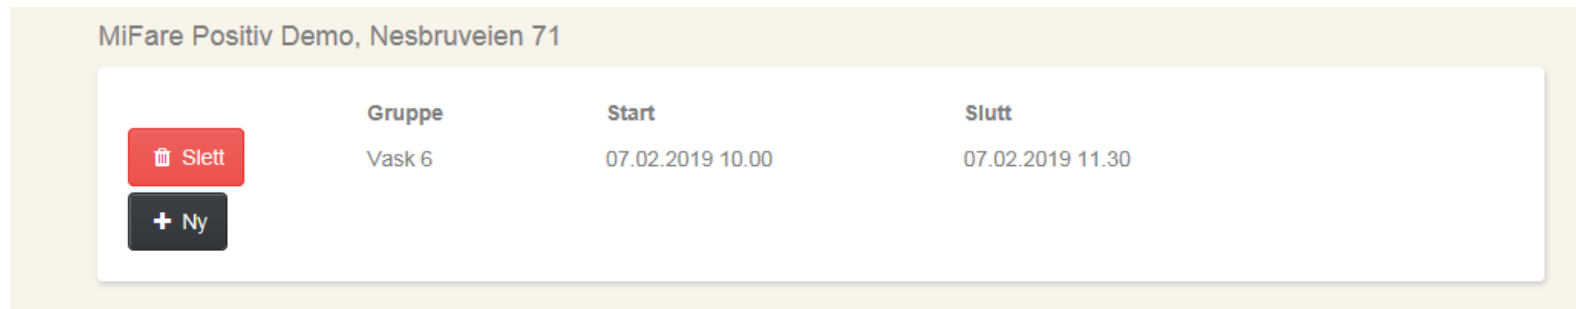 MiFare Positiv Demo, Nesbruveien 71
Gruppe Start Slutt
Slett Vask 6 07.02.2019 10.00 07.02.2019 11.30
Ny